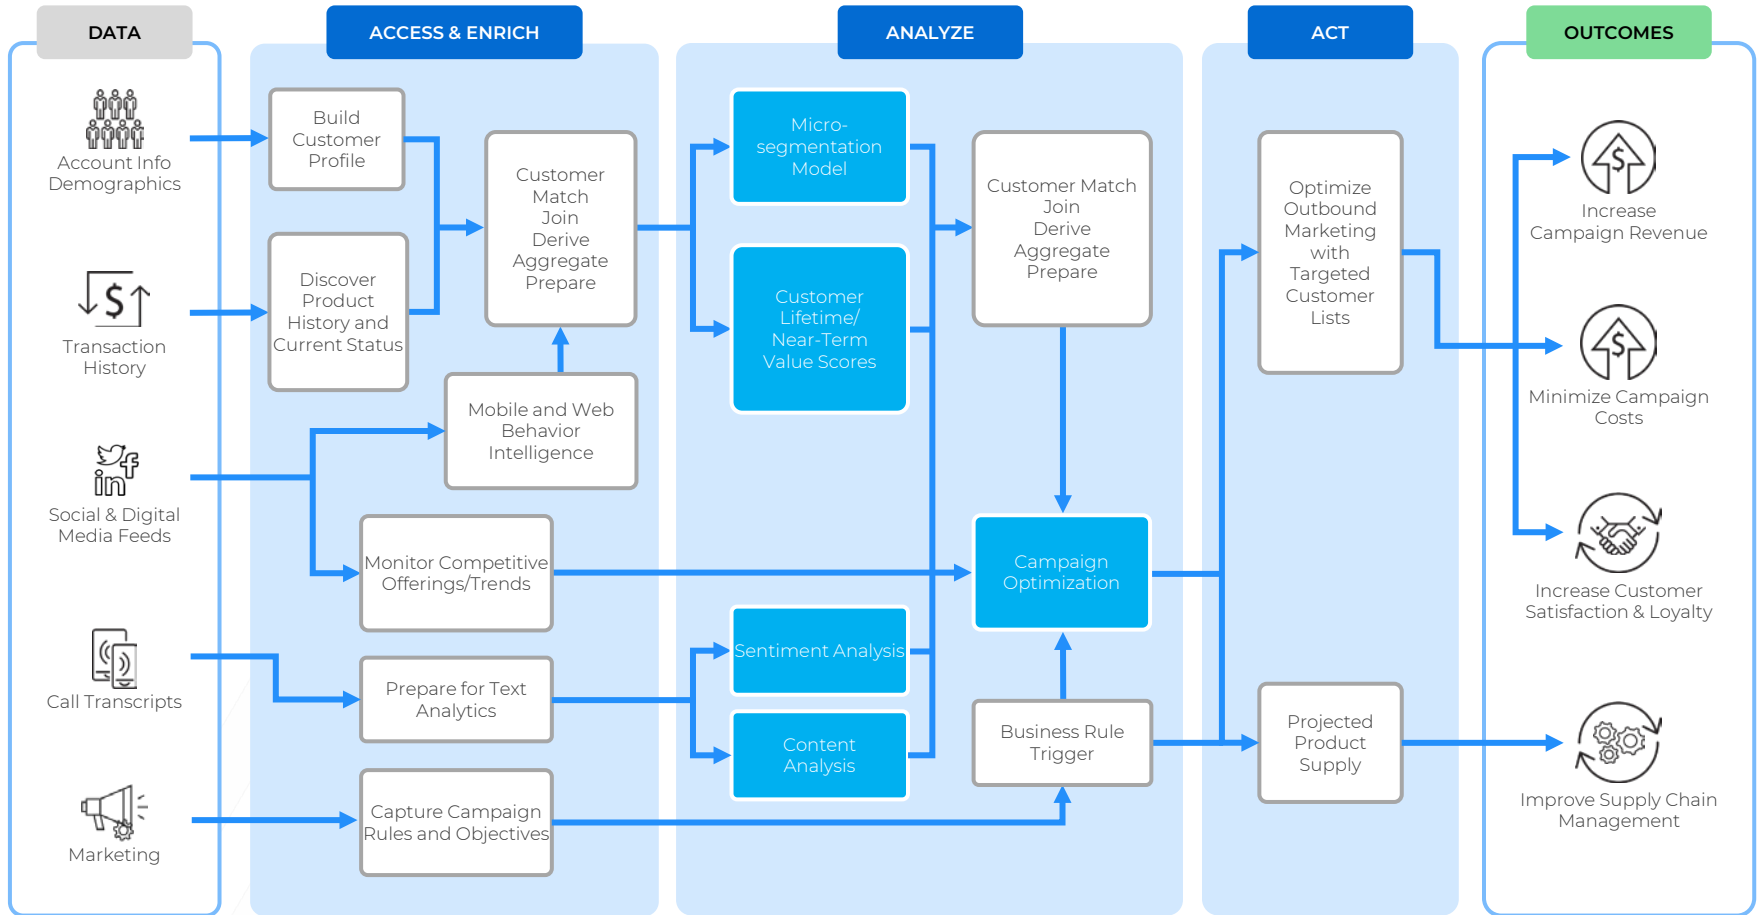 DATA
ACCESS & ENRICH
ANALYZE
ACT
OUTCOMES
Account Info
Demographics
Transaction
History
Social & Digital
Media Feeds
Call Transcripts
Marketing
Build
Customer
Profile
Discover
Product
History and
Current Status
Customer
Match
Join
Derive
Aggregate
Prepare
Mobile and Web
Behavior
Intelligence
Monitor Competitive
Offerings/Trends
Prepare for Text
Analytics
Capture Campaign
Rules and Objectives
Micro-
segmentation
Model
Customer
Lifetime/
Near-Term
Value Scores
Sentiment Analysis
Content
Analysis
Customer Match
Join
Derive
Aggregate
Prepare
Campaign
Optimization
Business Rule
Trigger
Optimize
Outbound
Marketing
with
Targeted
Customer
Lists
Projected
Product
Supply
Increase
Campaign Revenue
Minimize Campaign
Costs
Increase Customer
Satisfaction & Loyalty
Improve Supply Chain
Management